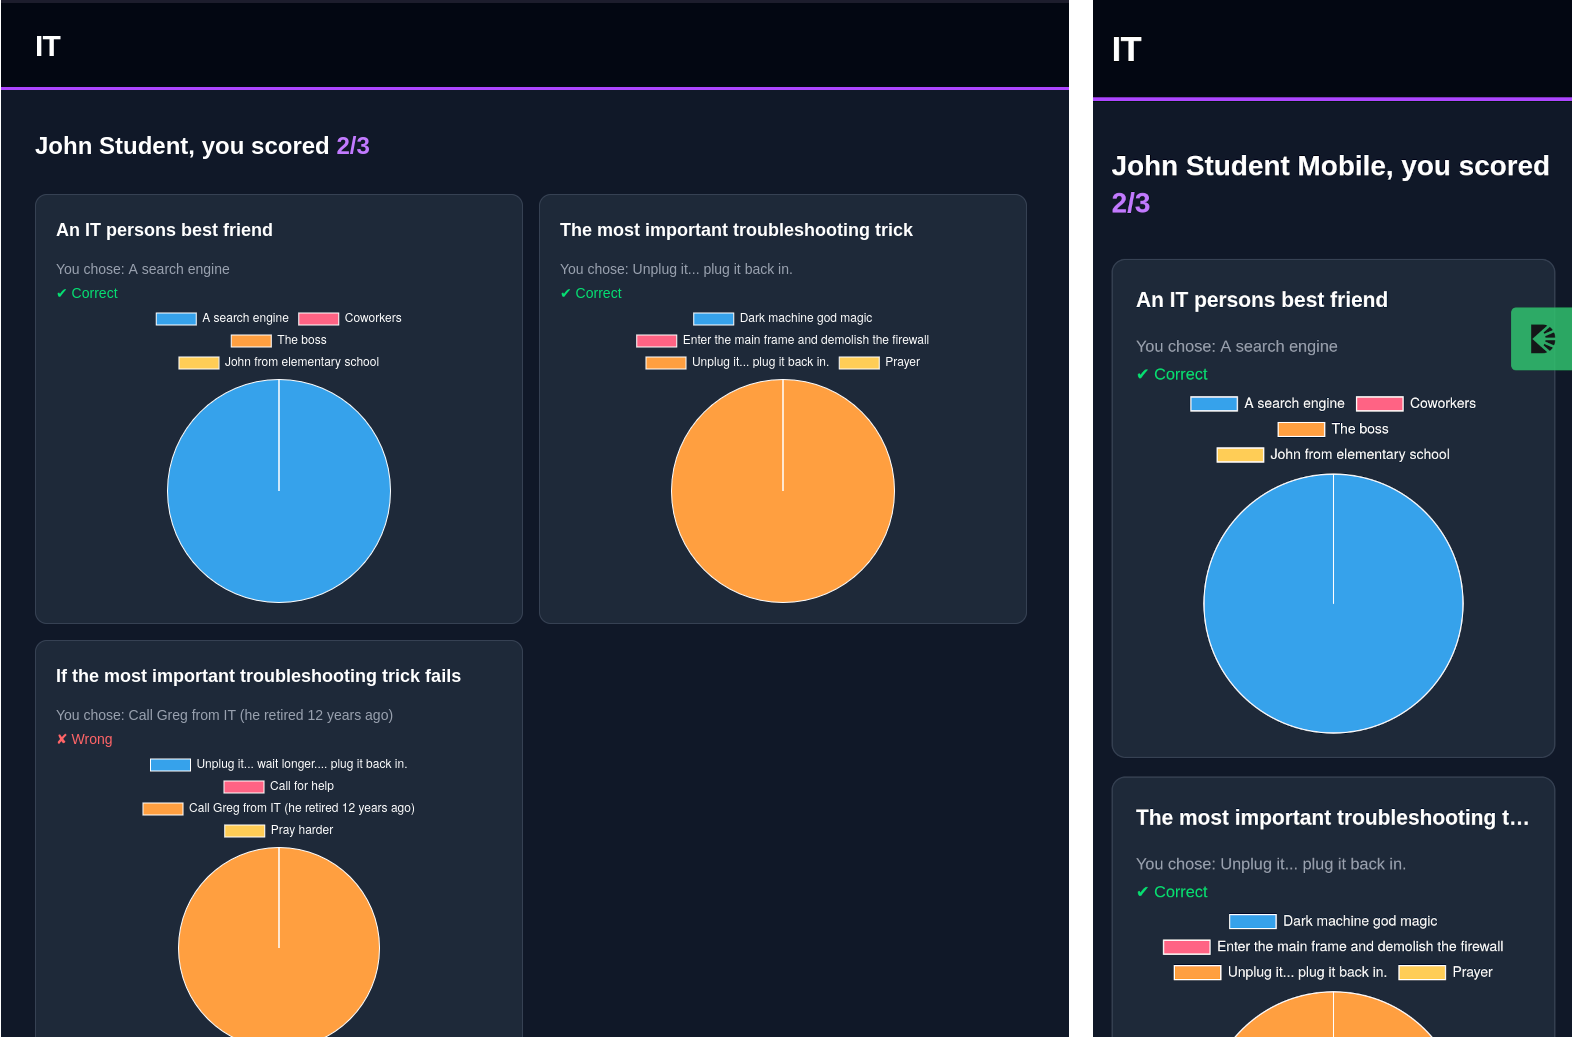 IT
John Student, you scored 2/3
An IT persons best friend
You chose: A search engine
✔ Correct
A search engine Coworkers
The boss
John from elementary school
The most important troubleshooting trick
You chose: Unplug it... plug it back in.
✔ Correct
Dark machine god magic
Enter the main frame and demolish the firewall
Unplug it... plug it back in. Prayer
If the most important troubleshooting trick fails
You chose: Call Greg from IT (he retired 12 years ago)
✘ Wrong
Unplug it... wait longer.... plug it back in.
Call for help
Call Greg from IT (he retired 12 years ago)
Pray harder
IT
John Student Mobile, you scored
2/3
An IT persons best friend
You chose: A search engine
✔ Correct
A search engine Coworkers
The boss
John from elementary school
The most important troubleshooting t...
You chose: Unplug it... plug it back in.
✔ Correct
Dark machine god magic
Enter the main frame and demolish the firewall
Unplug it... plug it back in. Prayer